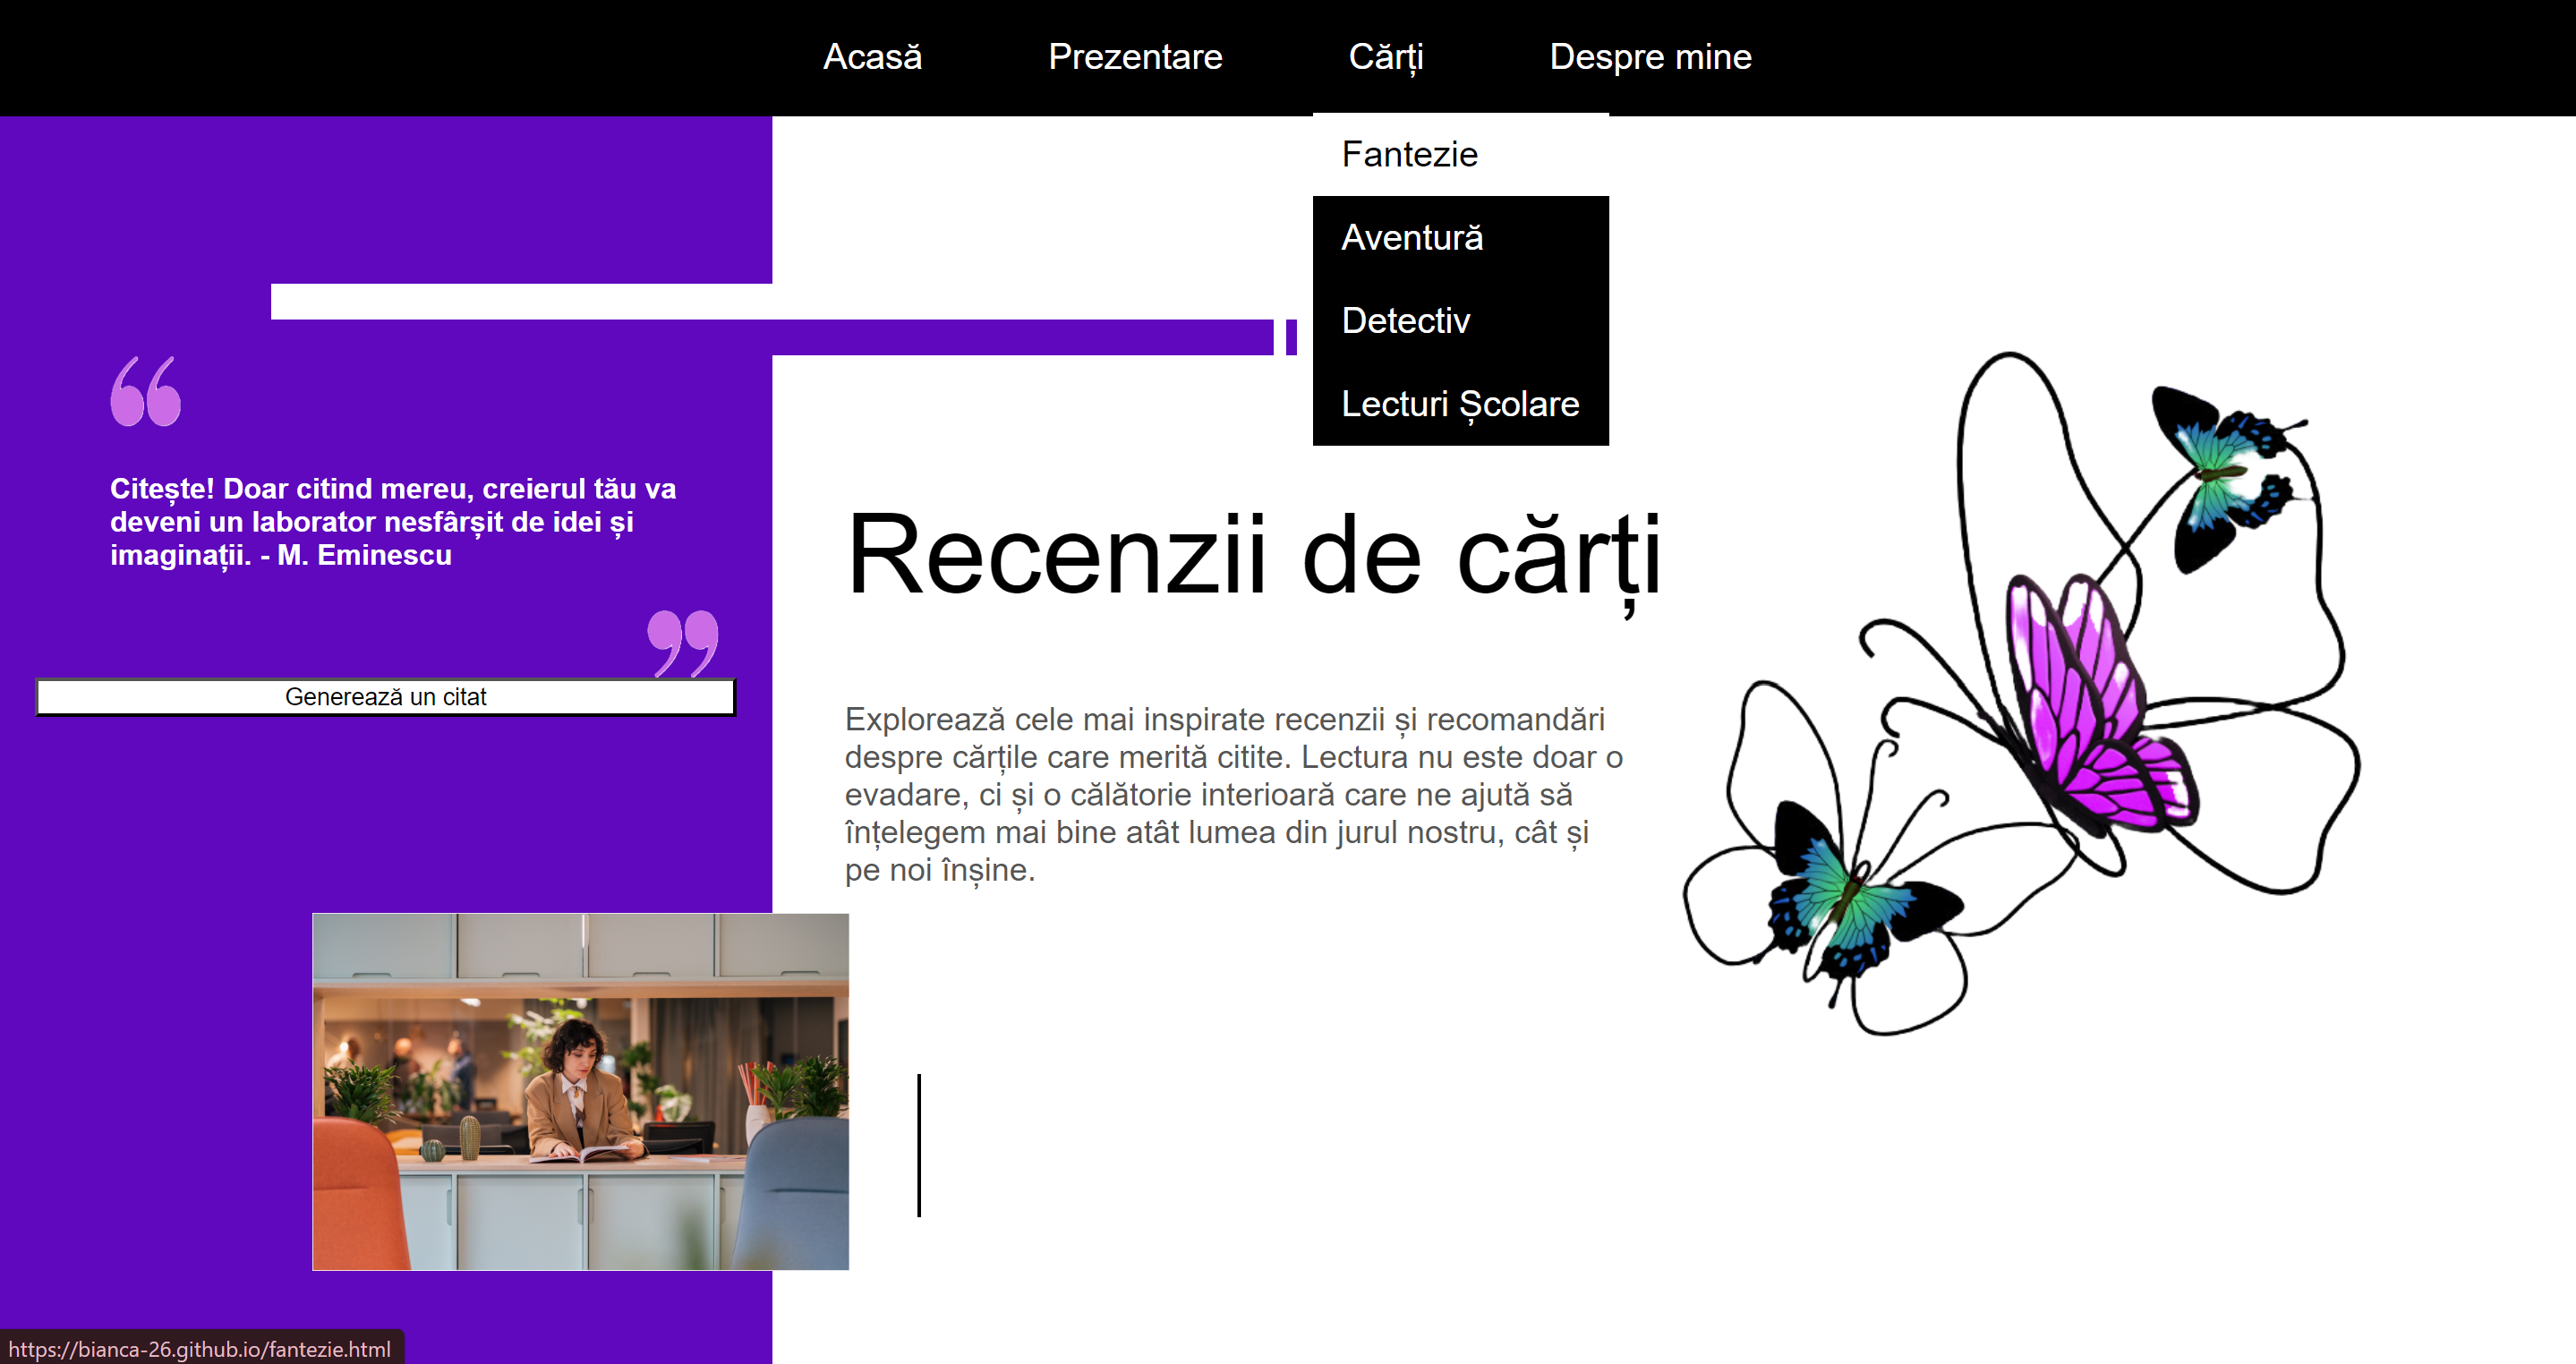 Acasă Prezentare Cărți Despre mine
Fantezie
Aventură
Detectiv
Lecturi Școlare
Citește! Doar citind mereu, creierul tău va
deveni un laborator nesfârșit de idei și
imaginații. - M. Eminescu
Generează un citat
Recenzii de cărți
Explorează cele mai inspirate recenzii și recomandări
despre cărțile care merită citite. Lectura nu este doar o
evadare, ci și o călătorie interioară care ne ajută să
înțelegem mai bine atât lumea din jurul nostru, cât și
pe noi înșine.
https://bianca-26.github.io/fantezie.html